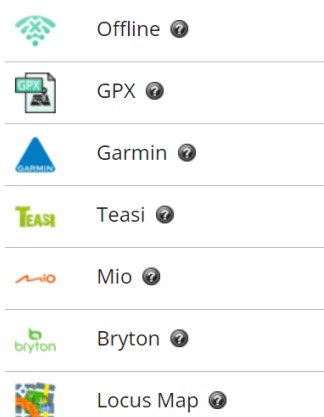 Offline ?
GPX GPX ?
GARMIN Garmin ?
TEASI Teasi ?
Mio Mio ?
bryton Bryton ?
Locus Map ?